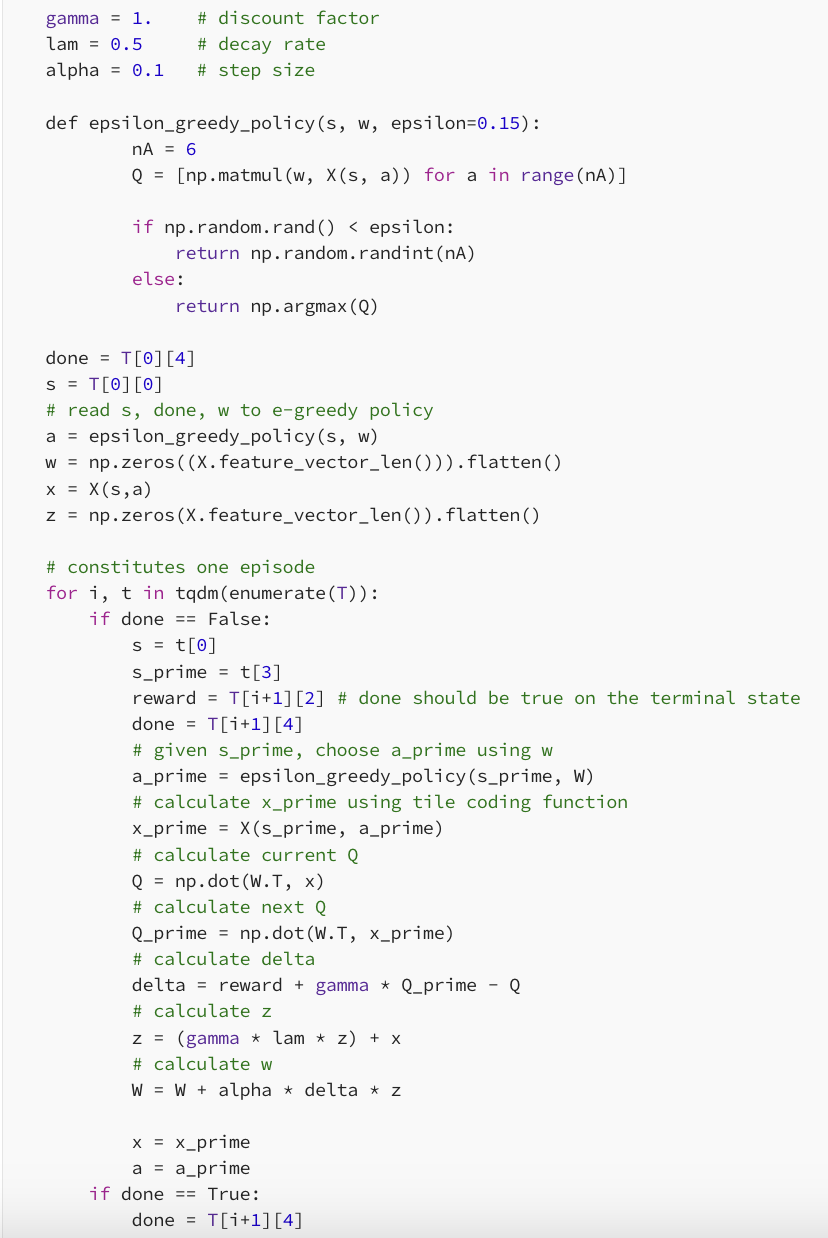 gamma = 1.    # discount factor
lam = 0.5     # decay rate
alpha = 0.1   # step size
def epsilon_greedy_policy(s, w, epsilon=0.15):
        nA = 6
        Q = [np.matmul(w, X(s, a)) for a in range(nA)]
        if np.random.rand() < epsilon:
            return np.random.randint(nA)
        else:
            return np.argmax(Q)
done = T[0][4]
s = T[0][0]
# read s, done, w to e-greedy policy
a = epsilon_greedy_policy(s, w)
w = np.zeros((X.feature_vector_len())).flatten()
x = X(s,a)
z = np.zeros(X.feature_vector_len()).flatten()
# constitutes one episode
for i, t in tqdm(enumerate(T)):
    if done == False:
        s = t[0]
        s_prime = t[3]
        reward = T[i+1][2] # done should be true on the terminal state
        done = T[i+1][4]
        # given s_prime, choose a_prime using w
        a_prime = epsilon_greedy_policy(s_prime, W)
        # calculate x_prime using tile coding function
        x_prime = X(s_prime, a_prime)
        # calculate current Q
        Q = np.dot(W.T, x)
        # calculate next Q
        Q_prime = np.dot(W.T, x_prime)
        # calculate delta
        delta = reward + gamma * Q_prime - Q
        # calculate z
        z = (gamma * lam * z) + x
        # calculate w
        W = W + alpha * delta * z
        x = x_prime
        a = a_prime
    if done == True:
        done = T[i+1][4]